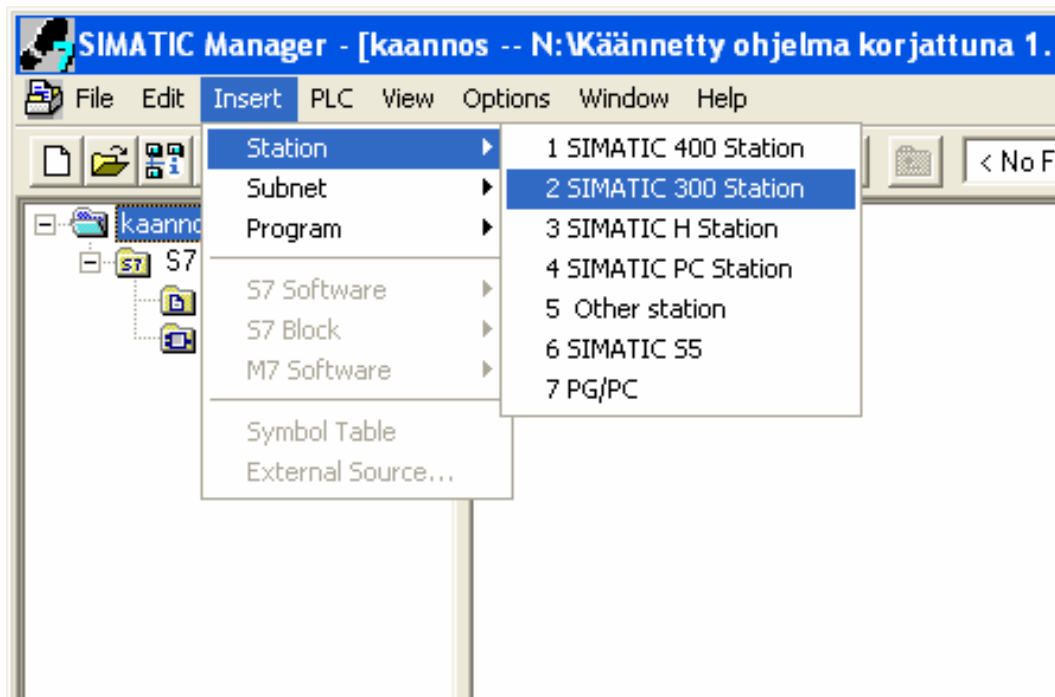 SIMATIC Manager - [kaannos -- N:\Käännetty ohjelma korjattuna 1.
File Edit Insert PLC View Options Window Help
< No F
kaanno
S7
Station
Subnet
Program
S7 Software
S7 Block
M7 Software
Symbol Table
External Source...
1 SIMATIC 400 Station
2 SIMATIC 300 Station
3 SIMATIC H Station
4 SIMATIC PC Station
5 Other station
6 SIMATIC S5
7 PG/PC